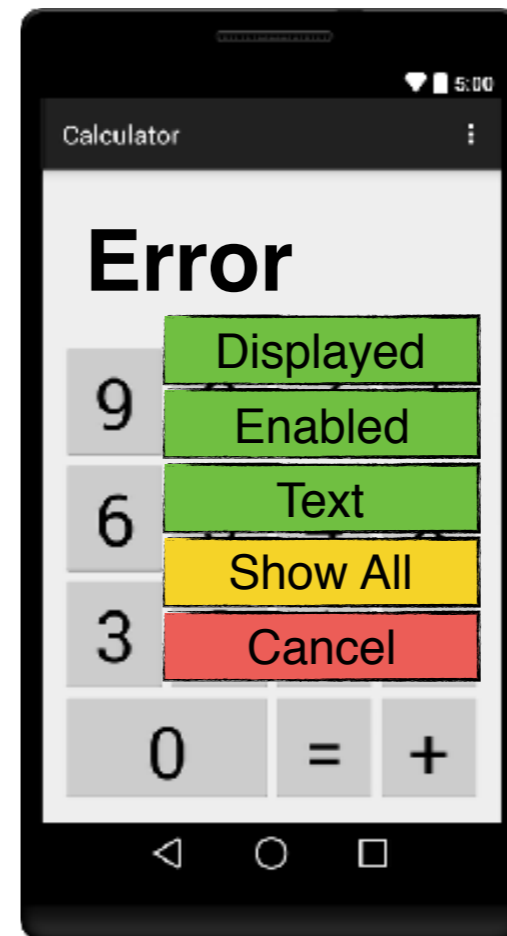 5:00
Calculator
Error
Displayed
9
Enabled
6
Text
Show All
3
Cancel
0 = +